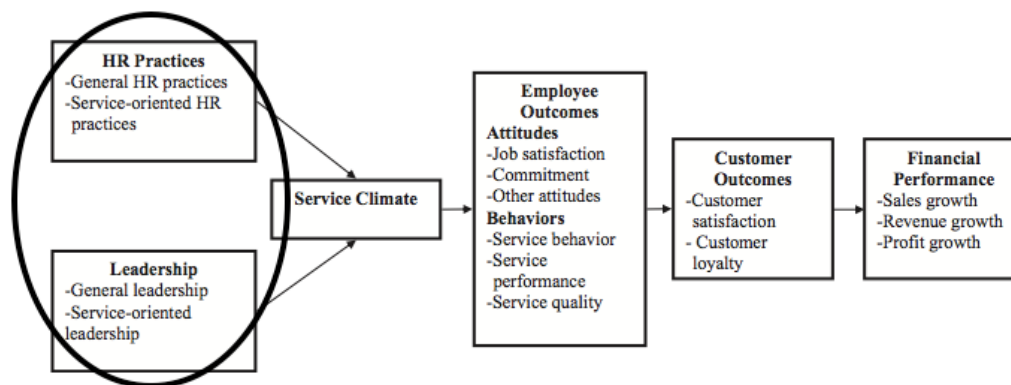 HR Practices
-General HR practices
-Service-oriented HR
practices
Leadership
-General leadership
-Service-oriented
leadership
Service Climate
Employee
Outcomes
Attitudes
-Job satisfaction
-Commitment
-Other attitudes
Behaviors
-Service behavior
-Service
performance
-Service quality
Customer
Outcomes
-Customer
satisfaction
- Customer
loyalty
Financial
Performance
-Sales growth
-Revenue growth
-Profit growth